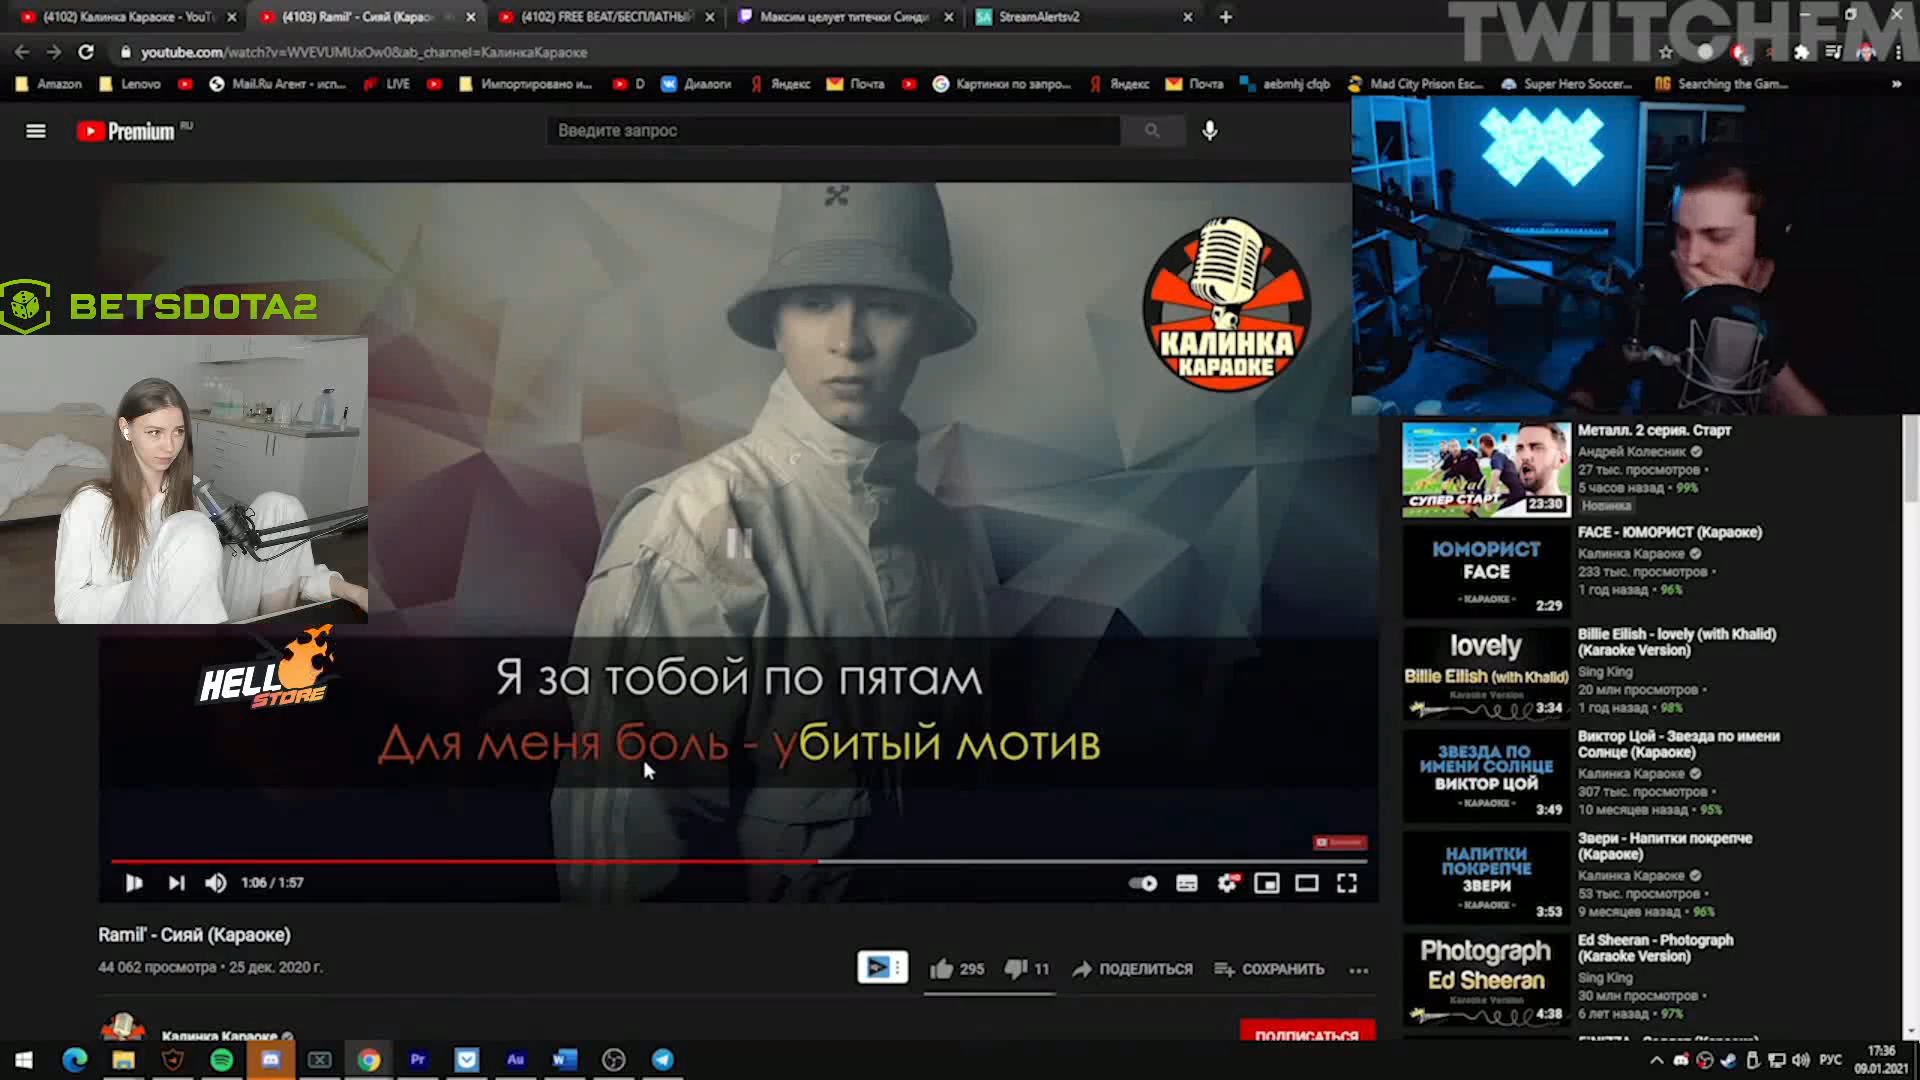 (4102) Калинка Караоке - YouT
(4103) Ramil' - Сияй (Карао
(4102) FREE BEAT/БЕСПЛАТНЫЙ
Максим целует титечки Синди
SA StreamAlertsv2
TWITCHFM
youtube.com/watch?v=WVEVUMUxOw0&ab_channel=КалинкаКараоке
Amazon
Lenovo
Mail.Ru Агент - исп...
LIVE
Импортировано и...
D
Диалоги
Яндекс
Почта
Картинки по запро...
Яндекс
Почта
aebmhj cfqb
Mad City Prison Esc...
Super Hero Soccer...
Searching the Gam...
Premium RU
Введите запрос
BETSDOTA2
КАЛИНКА
КАРАОКЕ
HELL
STORE
Я за тобой по пятам
Для меня боль - убитый мотив
1:06 / 1:57
Ramil' - Сияй (Караоке)
44 062 просмотра • 25 дек. 2020 г.
295
11
ПОДЕЛИТЬСЯ
СОХРАНИТЬ
Калинка Караоке
ПОДПИСАТЬСЯ
СУПЕР СТАРТ
23:30
Металл. 2 серия. Старт
Андрей Колесник
27 тыс. просмотров •
5 часов назад • 99%
Новинка
ЮМОРИСТ
FACE
- КАРАОКЕ -
2:29
FACE - ЮМОРИСТ (Караоке)
Калинка Караоке
233 тыс. просмотров •
1 год назад • 96%
lovely
Billie Eilish (with Khalid)
Karaoke Version
3:34
Billie Eilish - lovely (with Khalid)
(Karaoke Version)
Sing King
20 млн просмотров •
1 год назад • 98%
ЗВЕЗДА ПО
ИМЕНИ СОЛНЦЕ
ВИКТОР ЦОЙ
- КАРАОКЕ -
3:49
Виктор Цой - Звезда по имени
Солнце (Караоке)
Калинка Караоке
307 тыс. просмотров •
10 месяцев назад • 95%
НАПИТКИ
ПОКРЕПЧЕ
ЗВЕРИ
- КАРАОКЕ -
3:53
Звери - Напитки покрепче
(Караоке)
Калинка Караоке
53 тыс. просмотров •
9 месяцев назад • 96%
Photograph
Ed Sheeran
Karaoke Version
4:38
Ed Sheeran - Photograph
(Karaoke Version)
Sing King
30 млн просмотров •
6 лет назад • 97%
Pr
Au
РУС
17:36
09.01.2021